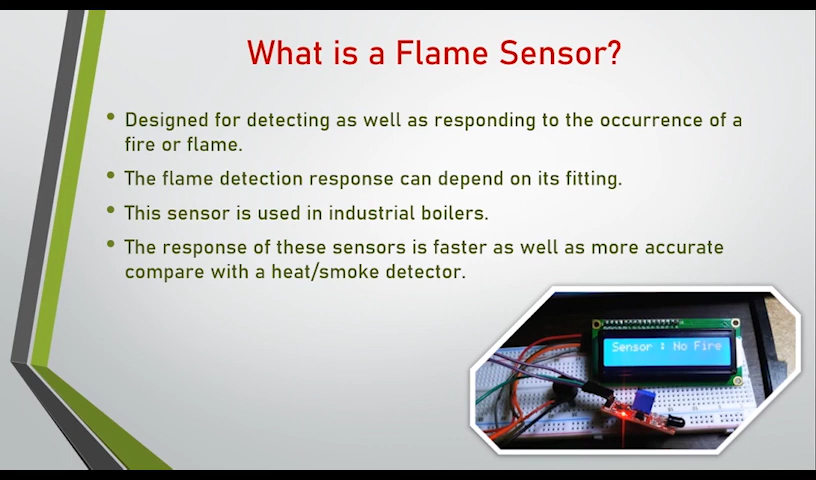 What is a Flame Sensor?
• Designed for detecting as well as responding to the occurrence of a
fire or flame.
• The flame detection response can depend on its fitting.
• This sensor is used in industrial boilers.
• The response of these sensors is faster as well as more accurate
compare with a heat/smoke detector.
Sensor : No Fire